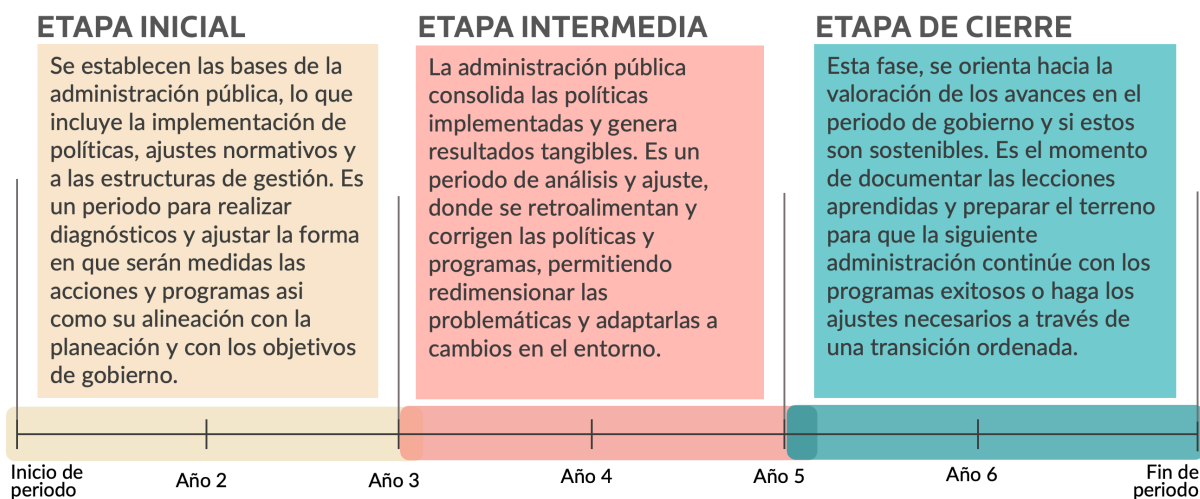 ETAPA INICIAL
Se establecen las bases de la
administración pública, lo que
incluye la implementación de
políticas, ajustes normativos y
a las estructuras de gestión. Es
un periodo para realizar
diagnósticos y ajustar la forma
en que serán medidas las
acciones y programas asi
como su alineación con la
planeación y con los objetivos
de gobierno.
ETAPA INTERMEDIA
La administración pública
consolida las políticas
implementadas y genera
resultados tangibles. Es un
periodo de análisis y ajuste,
donde se retroalimentan y
corrigen las políticas y
programas, permitiendo
redimensionar las
problemáticas y adaptarlas a
cambios en el entorno.
ETAPA DE CIERRE
Esta fase, se orienta hacia la
valoración de los avances en el
periodo de gobierno y si estos
son sostenibles. Es el momento
de documentar las lecciones
aprendidas y preparar el terreno
para que la siguiente
administración continúe con los
programas exitosos o haga los
ajustes necesarios a través de
una transición ordenada.
Inicio de
periodo
Año 2
Año 3
Año 4
Año 5
Año 6
Fin de
periodo